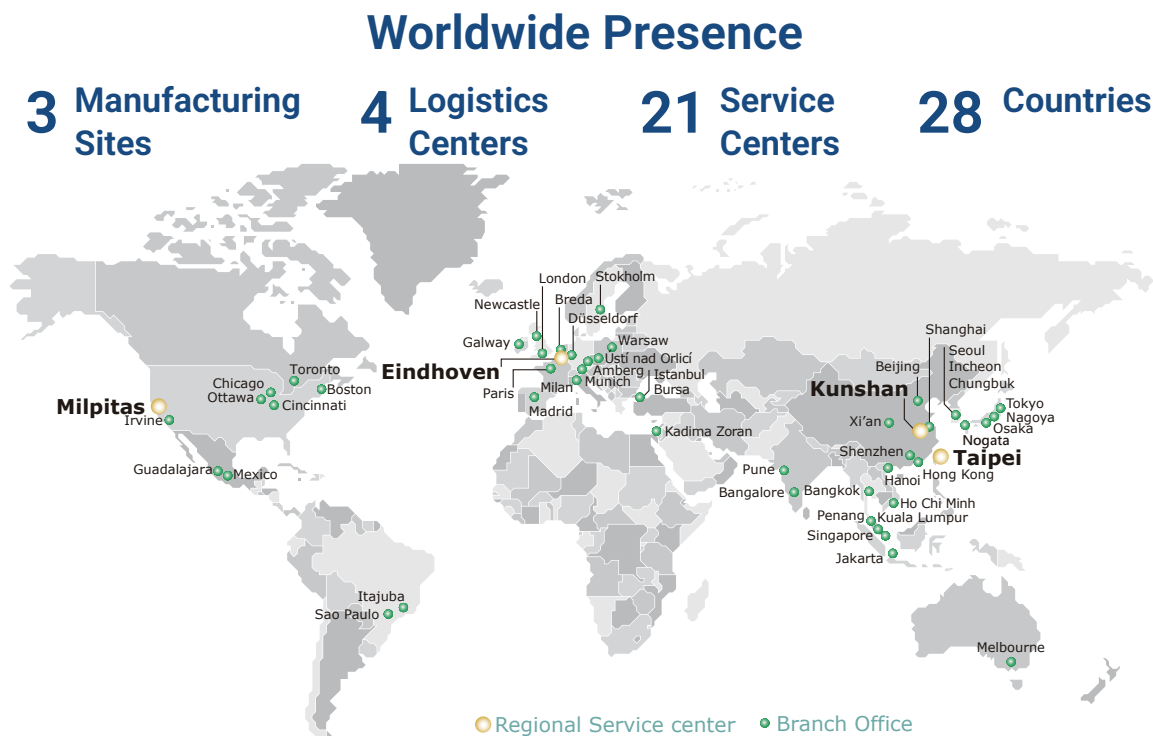 Worldwide Presence
3 Manufacturing
Sites
4 Logistics
Centers
21 Service
Centers
28 Countries
London
Stokholm
Newcastle
Breda
Düsseldorf
Galway
Warsaw
Eindhoven
Ustí nad Orlicí
Amberg
Istanbul
Paris
Milan
Munich
Bursa
Madrid
Kadima Zoran
Toronto
Chicago
Boston
Ottawa
Cincinnati
Milpitas
Irvine
Guadalajara
Mexico
Shanghai
Seoul
Incheon
Beijing
Chungbuk
Kunshan
Tokyo
Nagoya
Xi’an
Osaka
Nogata
Shenzhen
Taipei
Pune
Hong Kong
Hanoi
Bangalore
Bangkok
Ho Chi Minh
Penang
Kuala Lumpur
Singapore
Jakarta
Itajuba
Sao Paulo
Melbourne
Regional Service center
Branch Office